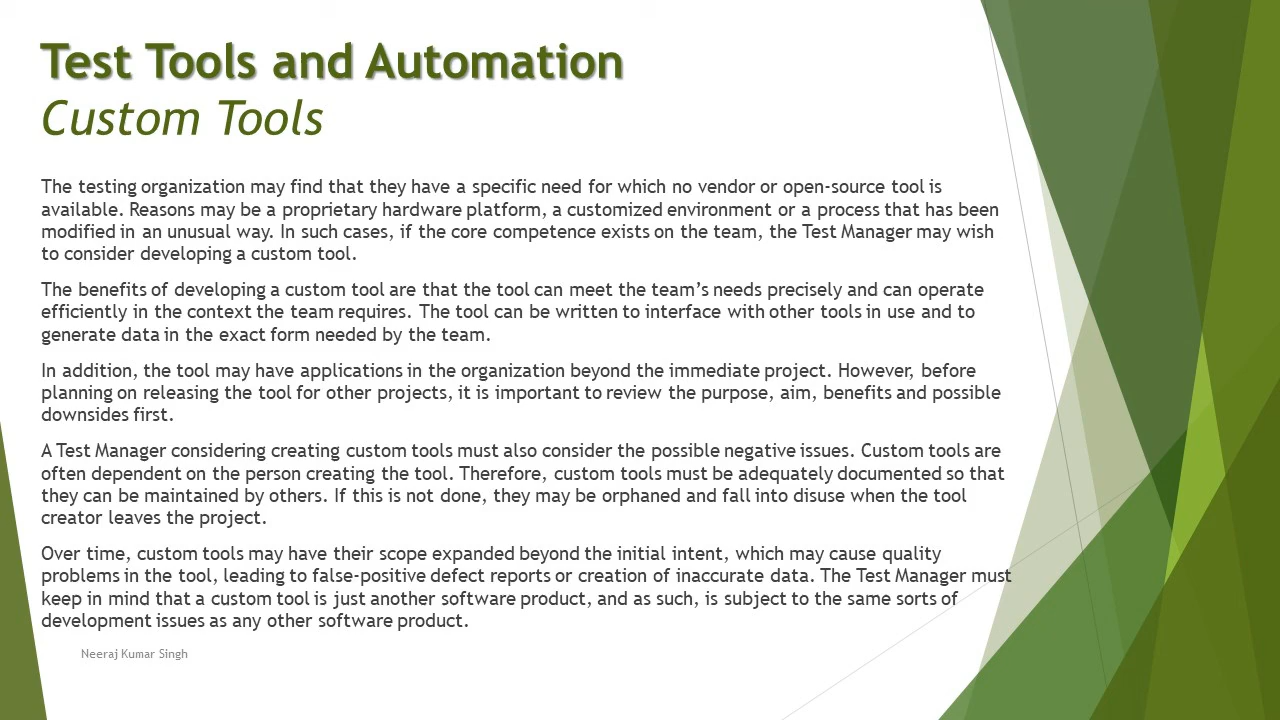 Test Tools and Automation
Custom Tools
The testing organization may find that they have a specific need for which no vendor or open-source tool is
available. Reasons may be a proprietary hardware platform, a customized environment or a process that has been
modified in an unusual way. In such cases, if the core competence exists on the team, the Test Manager may wish
to consider developing a custom tool.
The benefits of developing a custom tool are that the tool can meet the team’s needs precisely and can operate
efficiently in the context the team requires. The tool can be written to interface with other tools in use and to
generate data in the exact form needed by the team.
In addition, the tool may have applications in the organization beyond the immediate project. However, before
planning on releasing the tool for other projects, it is important to review the purpose, aim, benefits and possible
downsides first.
A Test Manager considering creating custom tools must also consider the possible negative issues. Custom tools are
often dependent on the person creating the tool. Therefore, custom tools must be adequately documented so that
they can be maintained by others. If this is not done, they may be orphaned and fall into disuse when the tool
creator leaves the project.
Over time, custom tools may have their scope expanded beyond the initial intent, which may cause quality
problems in the tool, leading to false-positive defect reports or creation of inaccurate data. The Test Manager must
keep in mind that a custom tool is just another software product, and as such, is subject to the same sorts of
development issues as any other software product.
Neeraj Kumar Singh